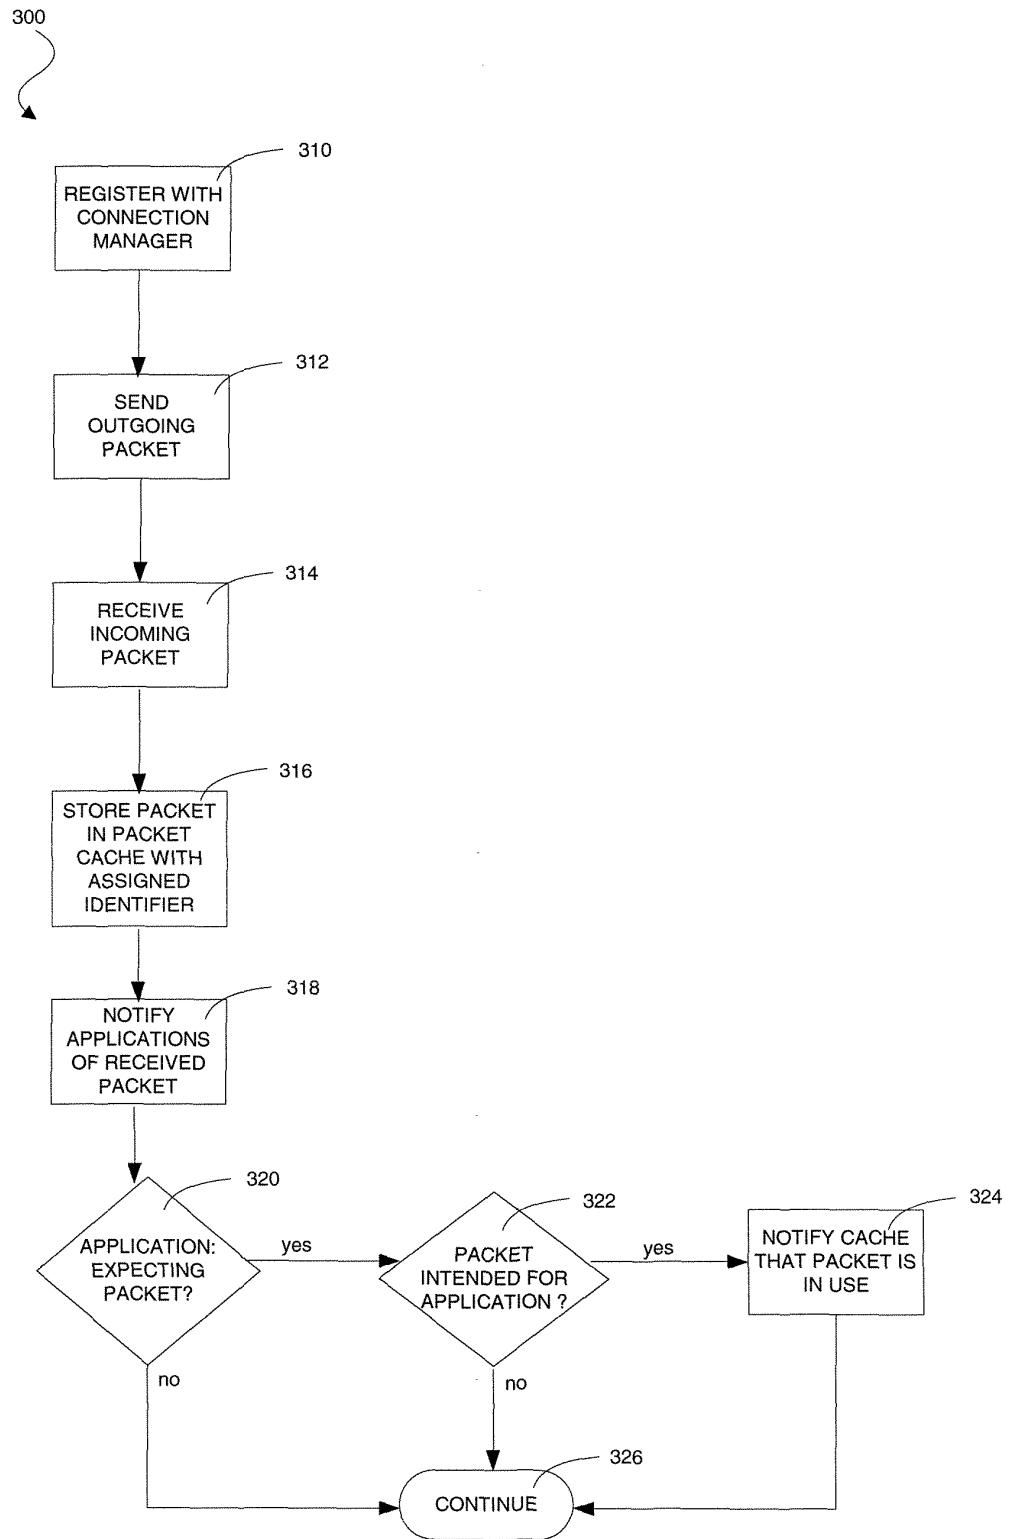 300
310
REGISTER WITH
CONNECTION
MANAGER
312
SEND
OUTGOING
PACKET
314
RECEIVE
INCOMING
PACKET
316
STORE PACKET
IN PACKET
CACHE WITH
ASSIGNED
IDENTIFIER
318
NOTIFY
APPLICATIONS
OF RECEIVED
PACKET
320
APPLICATION:
EXPECTING
PACKET?
yes
no
322
PACKET
INTENDED FOR
APPLICATION ?
yes
no
324
NOTIFY CACHE
THAT PACKET IS
IN USE
326
CONTINUE